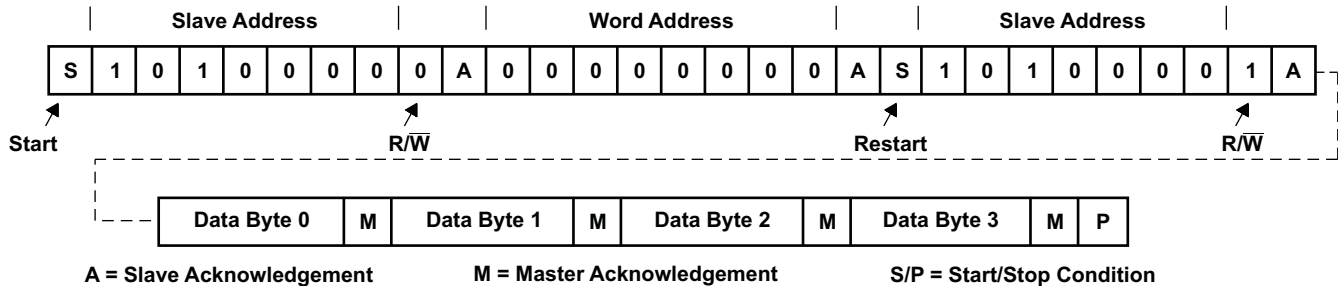 Slave Address Word Address Slave Address
S 1 0 1 0 0 0 0 0 A 0 0 0 0 0 0 0 0 A S 1 0 1 0 0 0 0 1 A
Start R/W̅ Restart R/W̅
Data Byte 0 M Data Byte 1 M Data Byte 2 M Data Byte 3 M P
A = Slave Acknowledgement M = Master Acknowledgement S/P = Start/Stop Condition